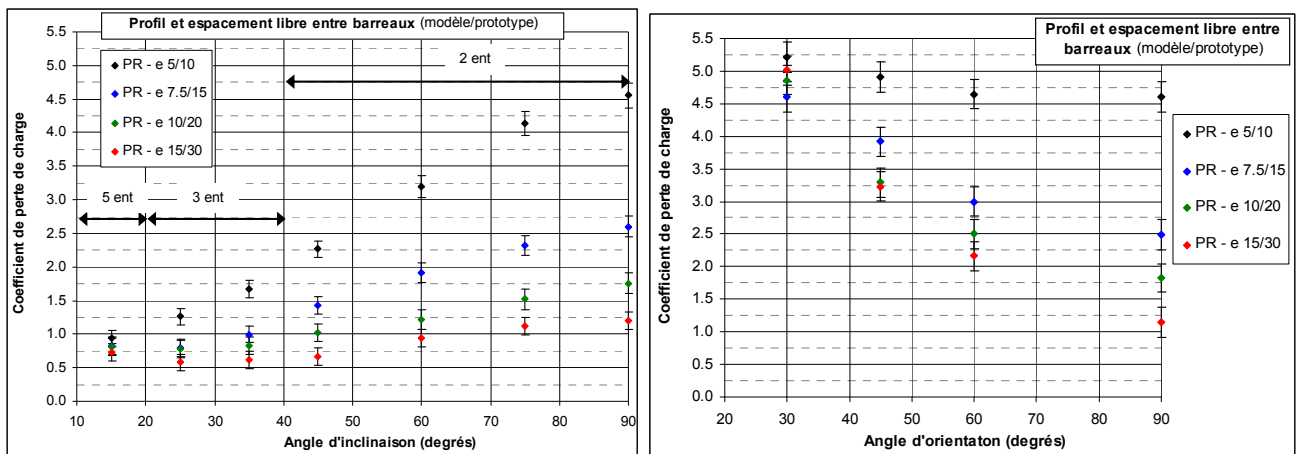 Profil et espacement libre entre barreaux (modèle/prototype)
5.5
5.0
4.5
4.0
3.5
3.0
2.5
2.0
1.5
1.0
0.5
0.0
Coefficient de perte de charge
PR - e 5/10
PR - e 7.5/15
PR - e 10/20
PR - e 15/30
2 ent
5 ent
3 ent
10 20 30 40 50 60 70 80 90
Angle d'inclinaison (degrés)
Profil et espacement libre entre
barreaux (modèle/prototype)
5.5
5.0
4.5
4.0
3.5
3.0
2.5
2.0
1.5
1.0
0.5
0.0
Coefficient de perte de charge
PR - e 5/10
PR - e 7.5/15
PR - e 10/20
PR - e 15/30
20 30 40 50 60 70 80 90
Angle d'orientaton (degrés)